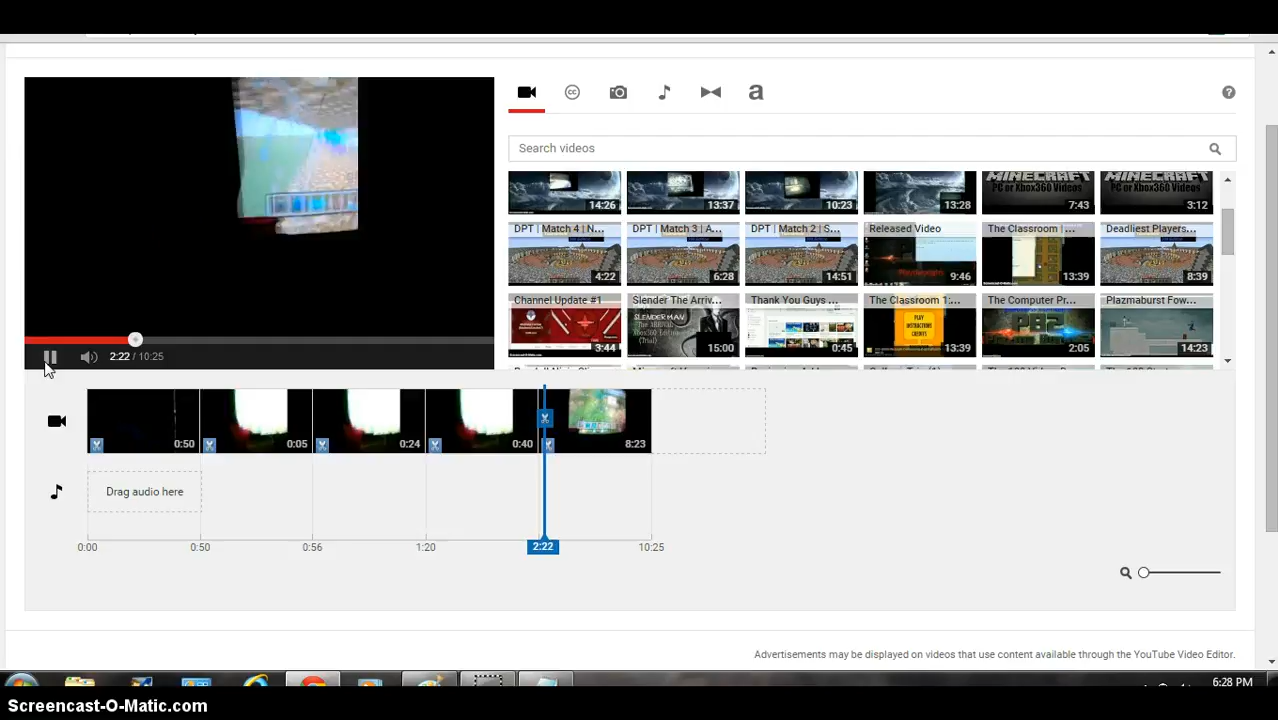 cc
a
?
Search videos
14:26 13:37 10:23 13:28 7:43 3:12
MINECRAFT MINECRAFT
PC or Xbox360 Videos PC or Xbox360 Videos
DPT | Match 4 | N... DPT | Match 3 | A... DPT | Match 2 | S... Released Video The Classroom | ... Deadliest Players...
4:22 6:28 14:51 9:46 13:39 8:39
Channel Update #1 Slender The Arriv... Thank You Guys ... The Classroom 1:... The Computer Pr... Plazmaburst Fow...
SLENDERMAN
PLAY
INSTRUCTIONS
CREDITS
PB2
3:44 15:00 0:45 13:39 2:05 14:23
2:22 / 10:25
0:50 0:05 0:24 0:40 8:23
Drag audio here
0:00 0:50 0:56 1:20 2:22 10:25
Advertisements may be displayed on videos that use content available through the YouTube Video Editor.
6:28 PM
Screencast-O-Matic.com